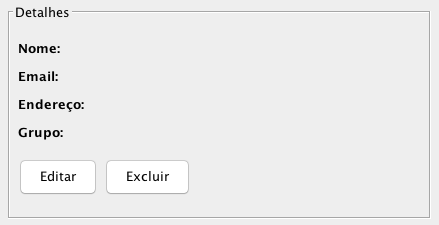 Detalhes
Nome:
Email:
Endereço:
Grupo:
Editar Excluir